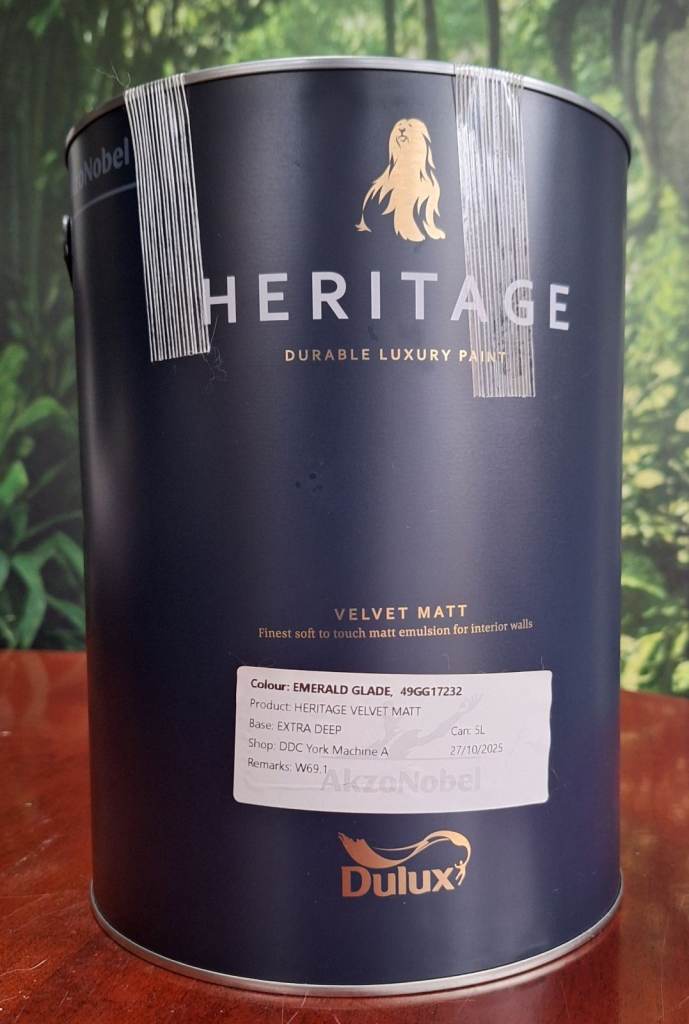 AkzoNobel
HERITAGE
DURABLE LUXURY PAINT
VELVET MATT
Finest soft to touch matt emulsion for interior walls
Colour: EMERALD GLADE, 49GG17232
Product: HERITAGE VELVET MATT
Base: EXTRA DEEP Can: 5L
Shop: DDC York Machine A 27/10/2025
Remarks: W69.1
AkzoNobel
Dulux